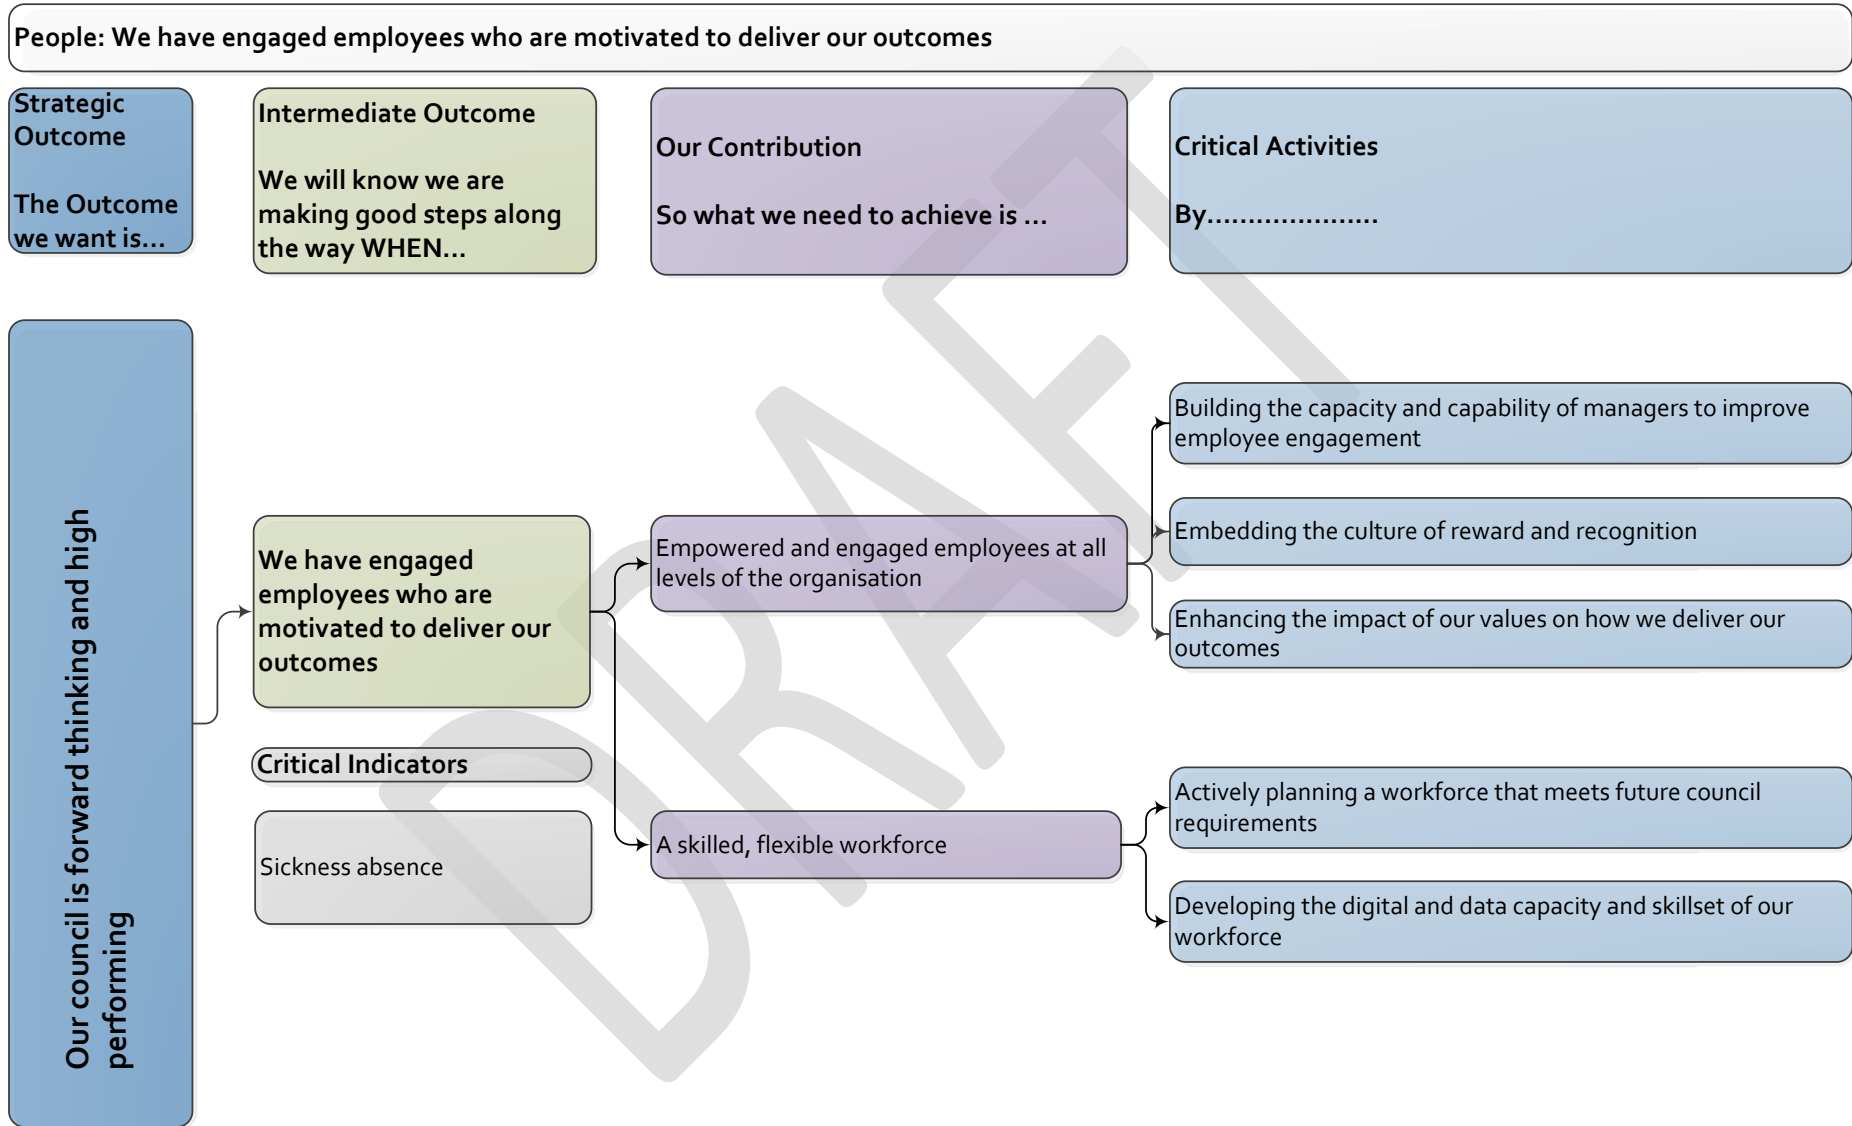 People: We have engaged employees who are motivated to deliver our outcomes
Strategic
Outcome
The Outcome
we want is...
Intermediate Outcome
We will know we are
making good steps along
the way WHEN...
Our Contribution
So what we need to achieve is ...
Critical Activities
By.....................
Our council is forward thinking and high
performing
We have engaged
employees who are
motivated to deliver our
outcomes
Critical Indicators
Sickness absence
Empowered and engaged employees at all
levels of the organisation
A skilled, flexible workforce
Building the capacity and capability of managers to improve
employee engagement
Embedding the culture of reward and recognition
Enhancing the impact of our values on how we deliver our
outcomes
Actively planning a workforce that meets future council
requirements
Developing the digital and data capacity and skillset of our
workforce
DRAFT